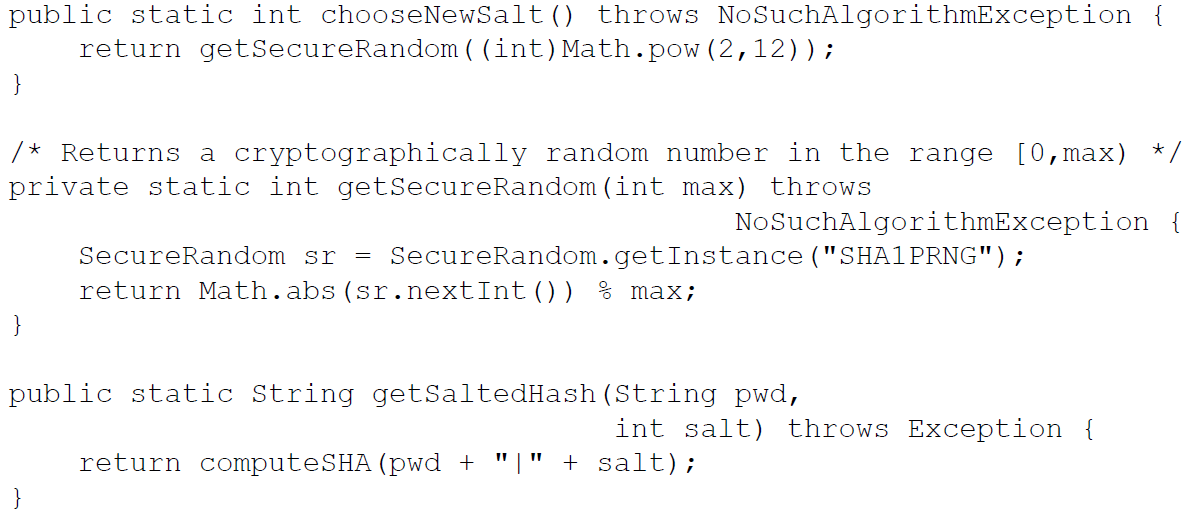 public static int chooseNewSalt() throws NoSuchAlgorithmException {
    return getSecureRandom((int)Math.pow(2,12));
}

/* Returns a cryptographically random number in the range [0,max) */
private static int getSecureRandom(int max) throws
                                          NoSuchAlgorithmException {
    SecureRandom sr = SecureRandom.getInstance("SHA1PRNG");
    return Math.abs(sr.nextInt()) % max;
}

public static String getSaltedHash(String pwd,
                                   int salt) throws Exception {
    return computeSHA(pwd + "|" + salt);
}